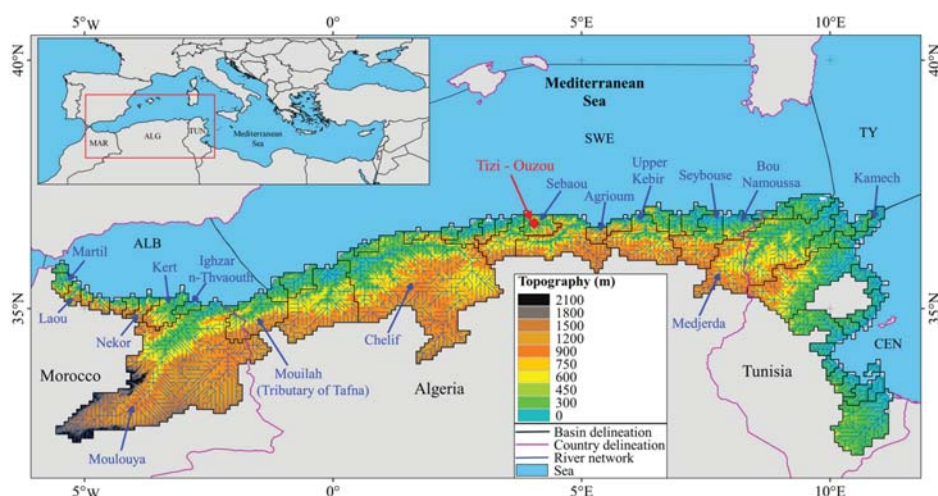 5°W
0°
5°E
10°E
40°N
40°N
Mediterranean
Sea
MAR
ALG
TUN
Mediterranean
Sea
SWE
TY
Tizi - Ouzou
Sebaou
Agrioum
Upper
Kebir
Seybouse
Bou
Namoussa
Kamech
ALB
Martil
Kert
Ighzar
n-Thvaouth
35°N
35°N
Laou
Nekor
Chelif
Medjerda
CEN
Mouilah
(Tributary of Tafna)
Morocco
Algeria
Tunisia
Moulouya
Topography (m)
2100
1800
1500
1200
900
750
600
450
300
0
Basin delineation
Country delineation
River network
Sea
5°W
0°
5°E
10°E